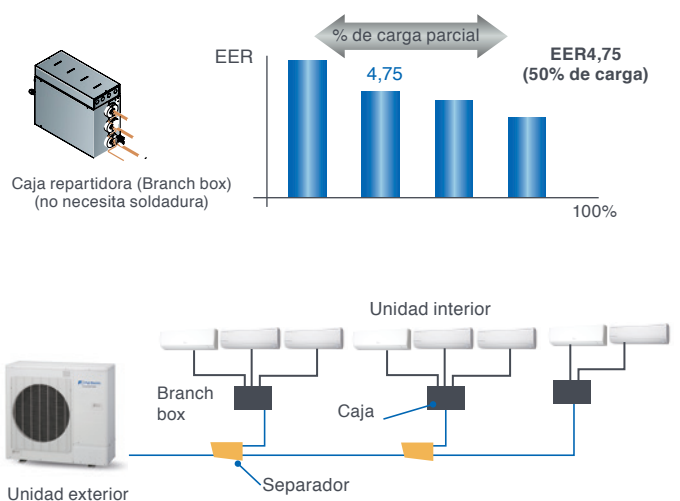 % de carga parcial
EER
4,75
EER4,75
(50% de carga)
100%
Caja repartidora (Branch box)
(no necesita soldadura)
Unidad interior
Branch
box
Caja
Separador
Unidad exterior